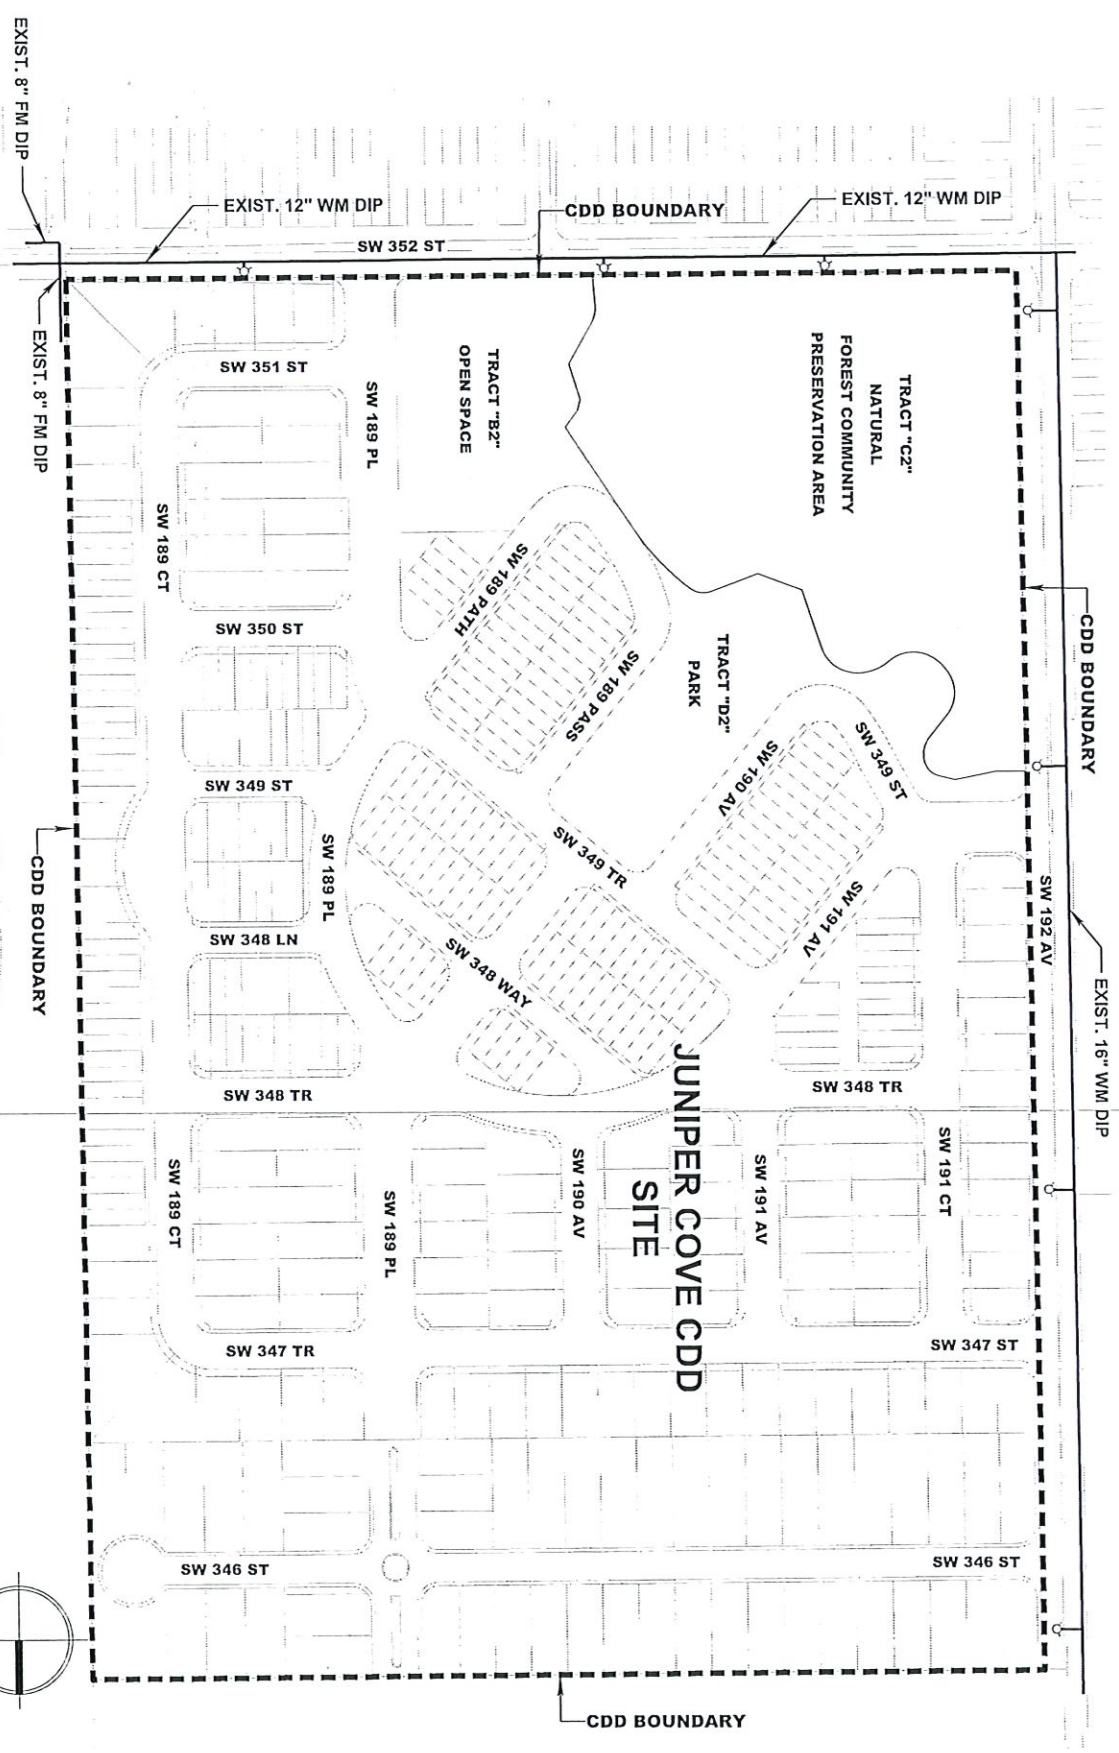 EXIST. 8" FM DIP
EXIST. 12" WM DIP
CDD BOUNDARY
EXIST. 12" WM DIP
SW 352 ST
EXIST. 8" FM DIP
SW 351 ST
SW 189 PL
TRACT "B2"
OPEN SPACE
TRACT "C2"
NATURAL
FOREST COMMUNITY
PRESERVATION AREA
CDD BOUNDARY
SW 189 CT
SW 189 PATH
SW 350 ST
SW 189 PASS
TRACT "D2"
PARK
SW 349 ST
SW 190 AV
SW 349 ST
SW 189 PL
SW 349 TR
SW 191 AV
SW 192 AV
CDD BOUNDARY
SW 348 LN
SW 348 WAY
EXIST. 16" WM DIP
SW 348 TR
SW 348 TR
JUNIPER COVE CDD
SITE
SW 189 CT
SW 189 PL
SW 190 AV
SW 191 AV
SW 191 CT
SW 347 TR
SW 347 ST
SW 346 ST
SW 346 ST
CDD BOUNDARY